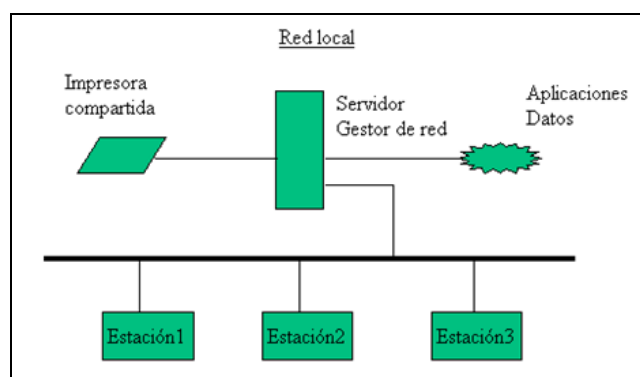 Red local
Impresora
compartida
Servidor
Gestor de red
Aplicaciones
Datos
Estación1
Estación2
Estación3